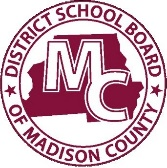 DISTRICT SCHOOL BOARD
MC
OF MADISON COUNTY